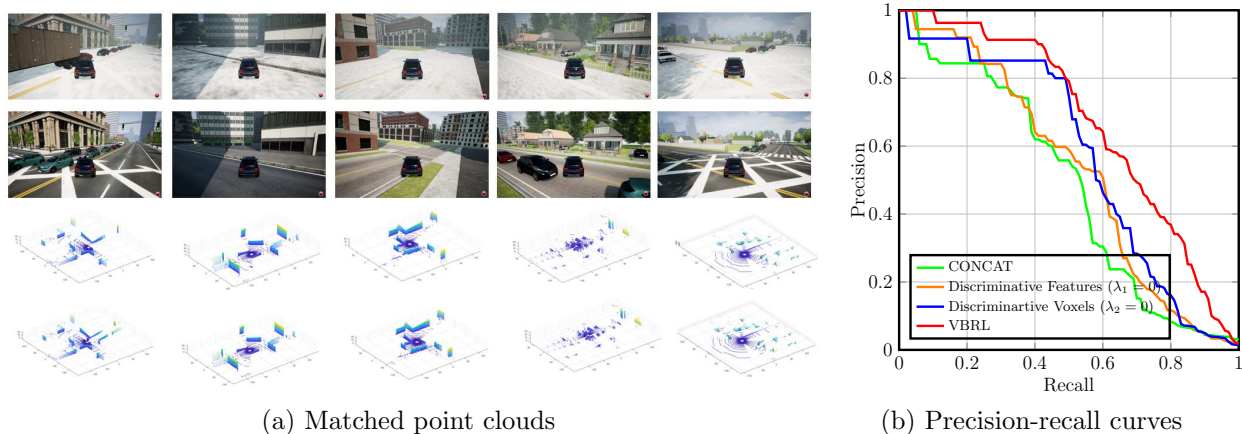 1
0.8
0.6
0.4
0.2
0
Precision
CONCAT
Discriminative Features (λ₁ = 0)
Discriminartive Voxels (λ₂ = 0)
VBRL
0 0.2 0.4 0.6 0.8 1
Recall
(a) Matched point clouds
(b) Precision-recall curves